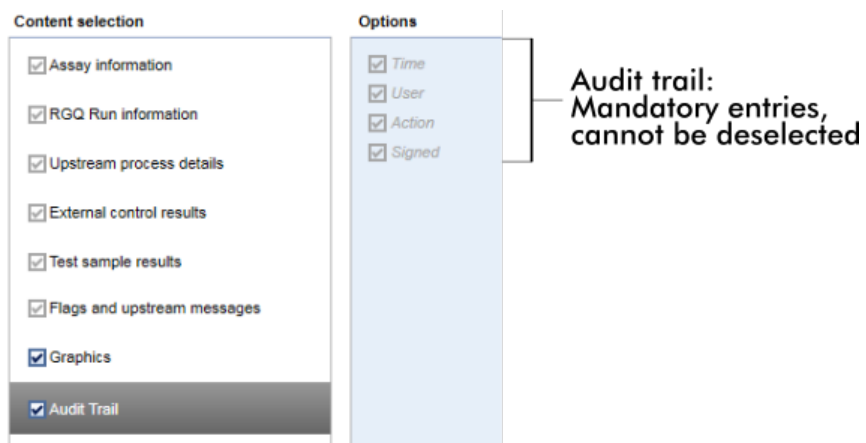 Content selection
Assay information
RGQ Run information
Upstream process details
External control results
Test sample results
Flags and upstream messages
Graphics
Audit Trail
Options
Time
User
Action
Signed
Audit trail:
Mandatory entries,
cannot be deselected